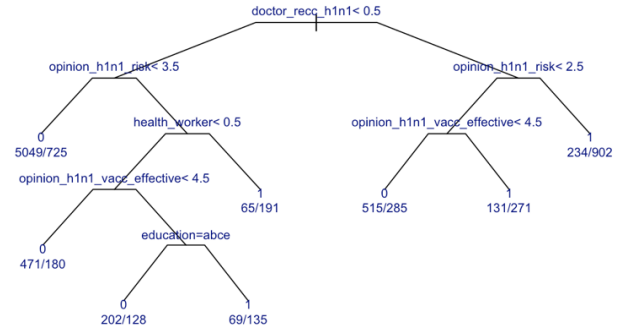 doctor_recc_h1n1< 0.5
opinion_h1n1_risk< 3.5
opinion_h1n1_risk< 2.5
0
5049/725
health_worker< 0.5
opinion_h1n1_vacc_effective< 4.5
1
234/902
opinion_h1n1_vacc_effective< 4.5
1
65/191
0
515/285
1
131/271
0
471/180
education=abce
0
202/128
1
69/135